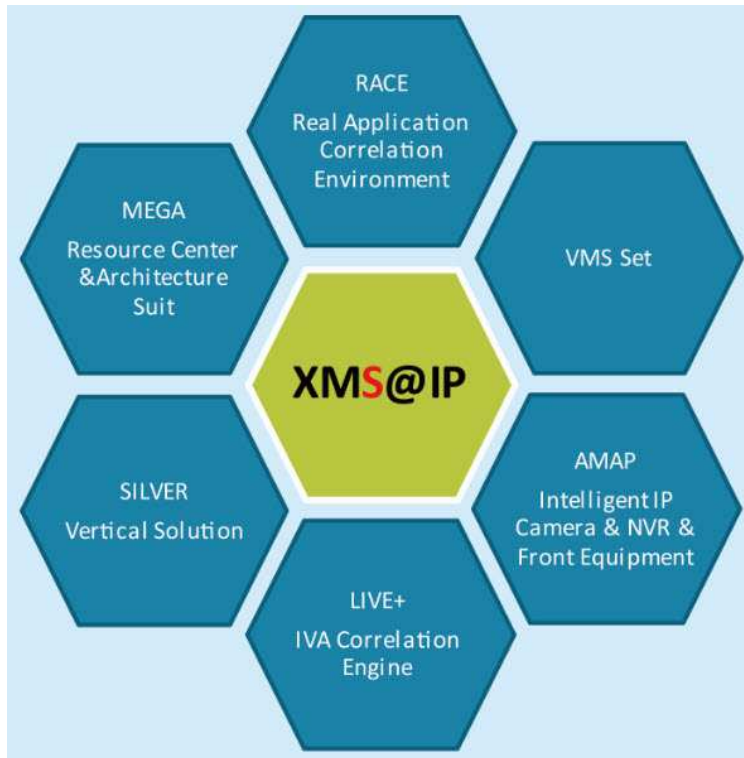 RACE
Real Application
Correlation
Environment
MEGA
Resource Center
&Architecture
Suit
VMS Set
XMS@IP
SILVER
Vertical Solution
AMAP
Intelligent IP
Camera & NVR &
Front Equipment
LIVE+
IVA Correlation
Engine